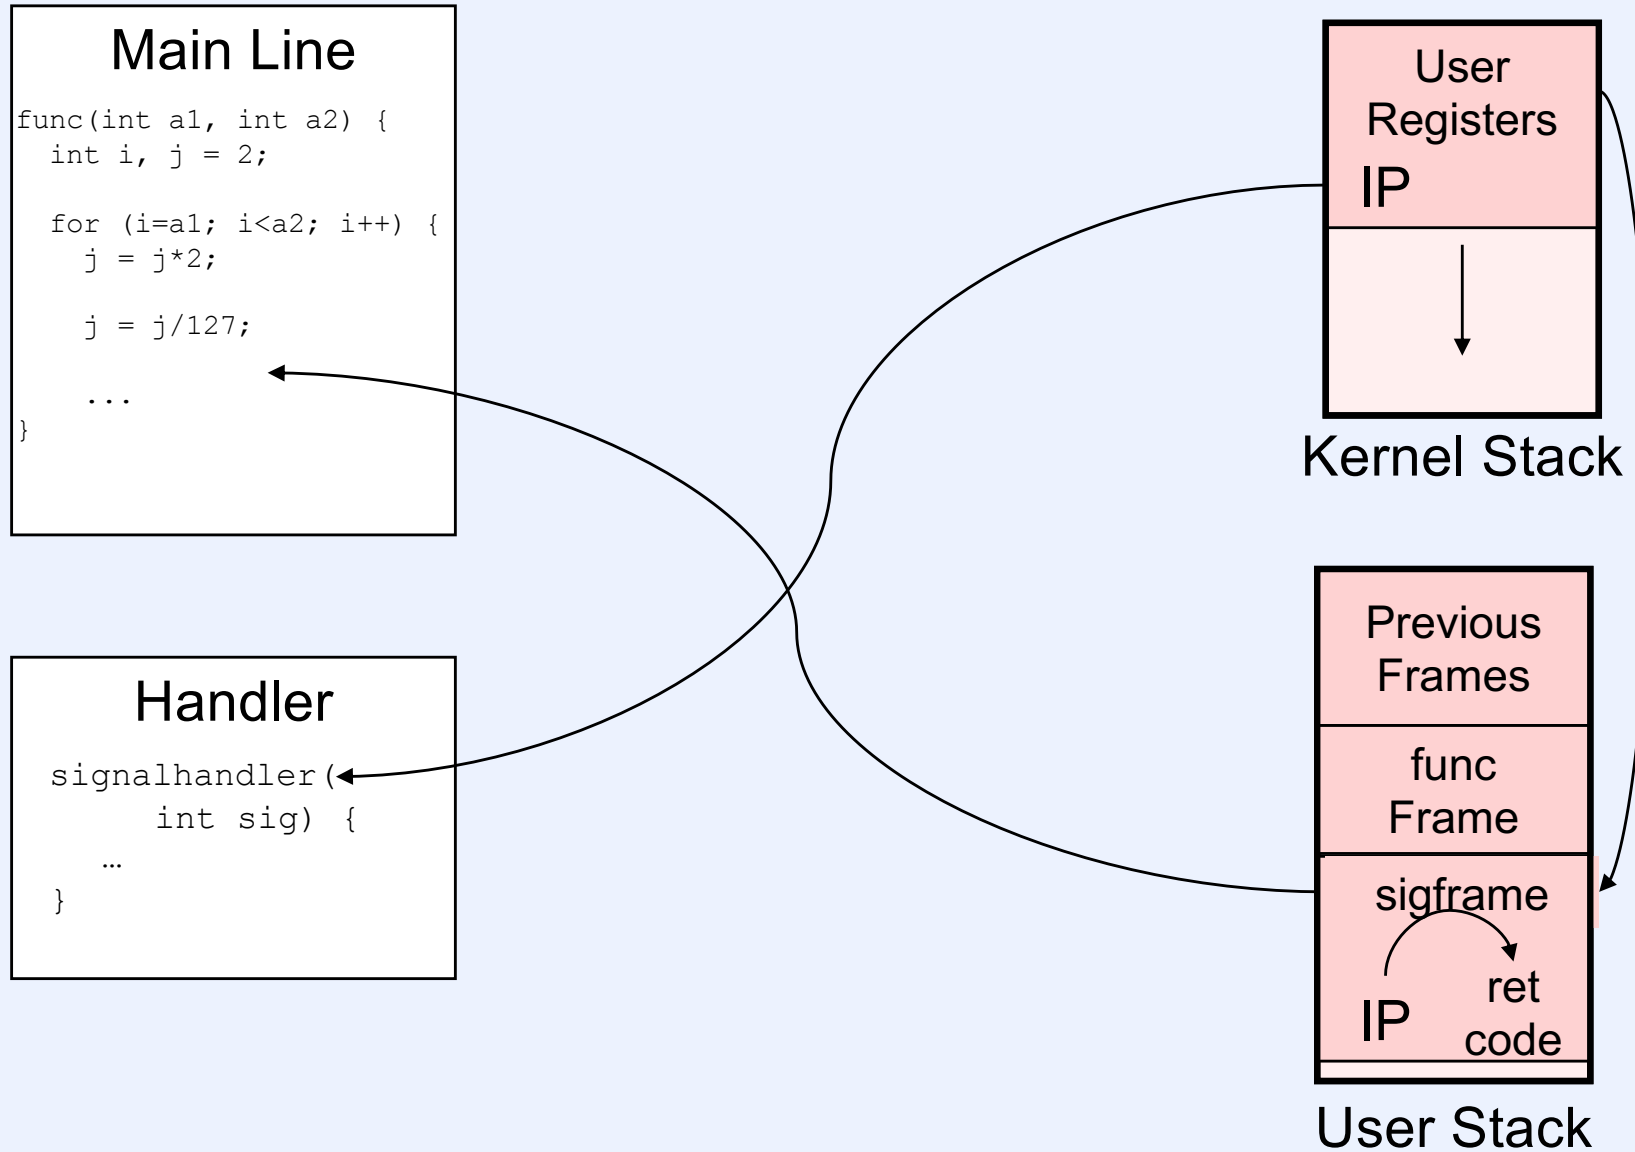 Main Line
func(int a1, int a2) {
  int i, j = 2;
  for (i=a1; i<a2; i++) {
    j = j*2;
    j = j/127;
    ...
}
Handler
signalhandler(
int sig) {
…
}
User
Registers
IP
Kernel Stack
Previous
Frames
func
Frame
sigframe
IP
ret
code
User Stack